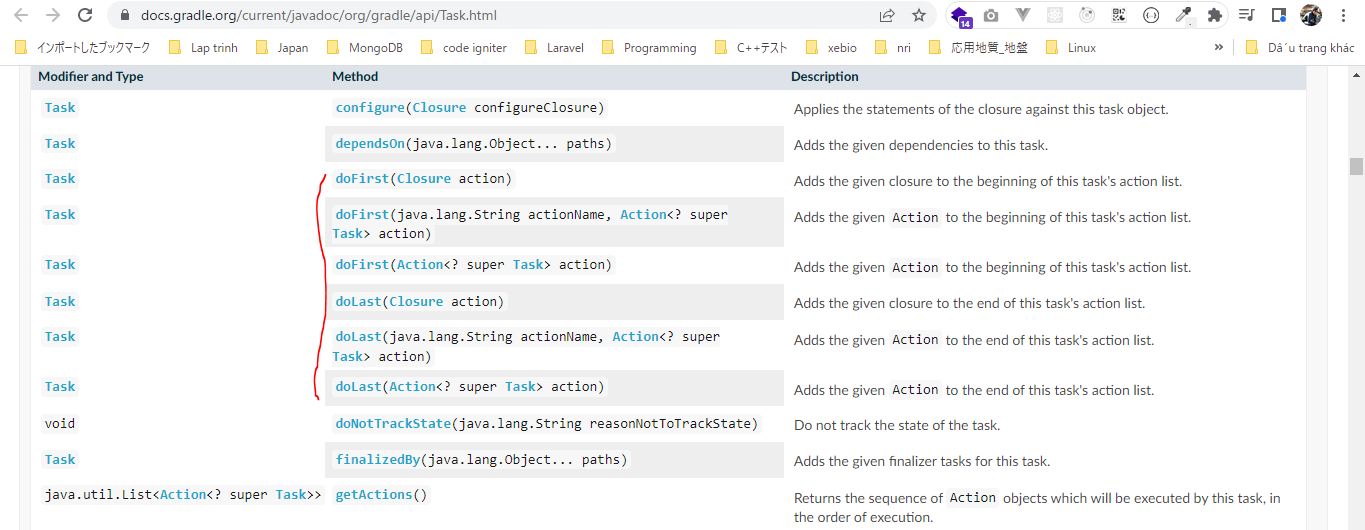 docs.gradle.org/current/javadoc/org/gradle/api/Task.html
14
インポートしたブックマーク Lap trinh Japan MongoDB code igniter Laravel Programming C++テスト xebio nri 応用地質_地盤 Linux » Dấu trang khác
Modifier and Type Method Description
Task configure(Closure configureClosure) Applies the statements of the closure against this task object.
Task dependsOn(java.lang.Object... paths) Adds the given dependencies to this task.
Task doFirst(Closure action) Adds the given closure to the beginning of this task's action list.
Task doFirst(java.lang.String actionName, Action<? super Adds the given Action to the beginning of this task's action list.
Task> action)
Task doFirst(Action<? super Task> action) Adds the given Action to the beginning of this task's action list.
Task doLast(Closure action) Adds the given closure to the end of this task's action list.
Task doLast(java.lang.String actionName, Action<? super Adds the given Action to the end of this task's action list.
Task> action)
Task doLast(Action<? super Task> action) Adds the given Action to the end of this task's action list.
void doNotTrackState(java.lang.String reasonNotToTrackState) Do not track the state of the task.
Task finalizedBy(java.lang.Object... paths) Adds the given finalizer tasks for this task.
java.util.List<Action<? super Task>> getActions() Returns the sequence of Action objects which will be executed by this task, in
the order of execution.